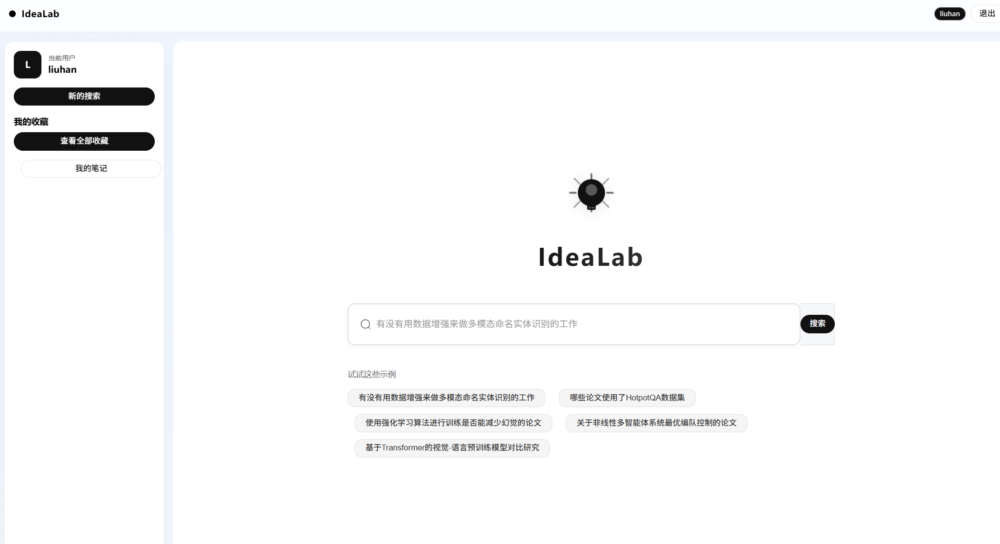 IdeaLab
liuhan
退出
L
当前用户
liuhan
新的搜索
我的收藏
查看全部收藏
我的笔记
IdeaLab
有没有用数据增强来做多模态命名实体识别的工作
搜索
试试这些示例
有没有用数据增强来做多模态命名实体识别的工作
哪些论文使用了HotpotQA数据集
使用强化学习算法进行训练是否能减少幻觉的论文
关于非线性多智能体系统最优编队控制的论文
基于Transformer的视觉-语言预训练模型对比研究